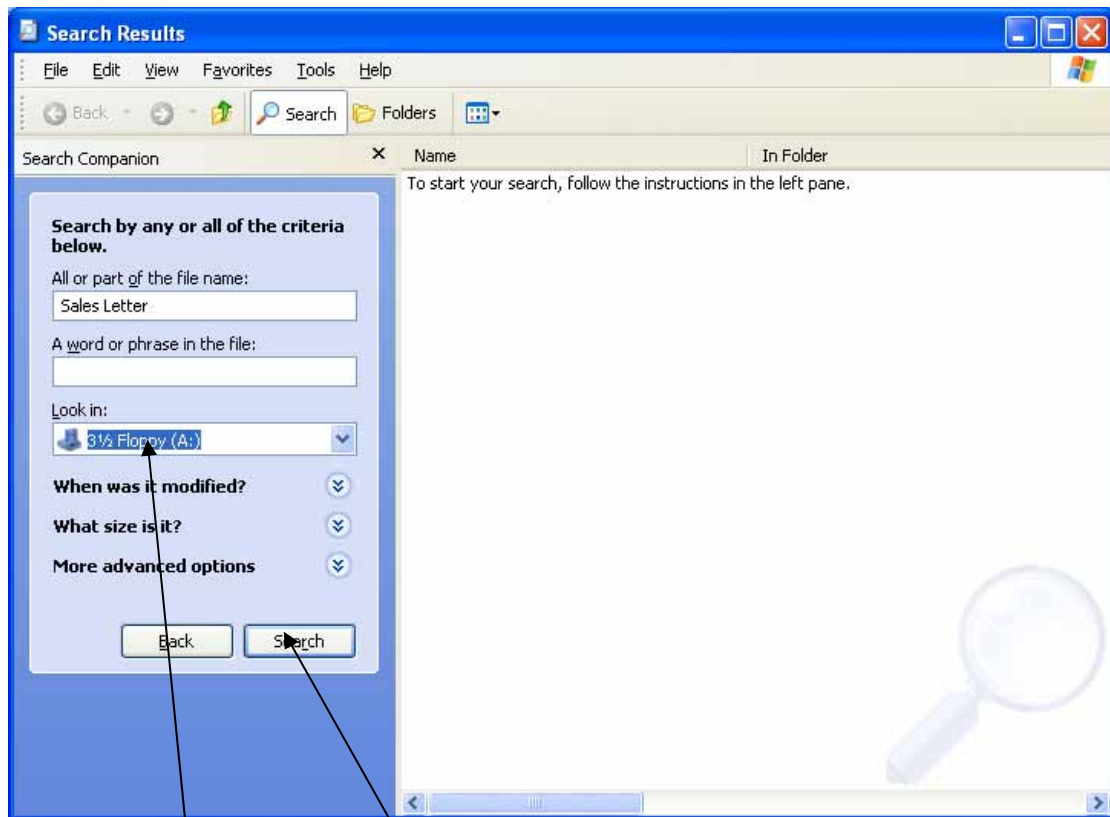 Search Results
File Edit View Favorites Tools Help
Back Search Folders
Search Companion
Name In Folder
To start your search, follow the instructions in the left pane.
Search by any or all of the criteria
below.
All or part of the file name:
Sales Letter
A word or phrase in the file:
Look in:
3½ Floppy (A:)
When was it modified?
What size is it?
More advanced options
Back Search